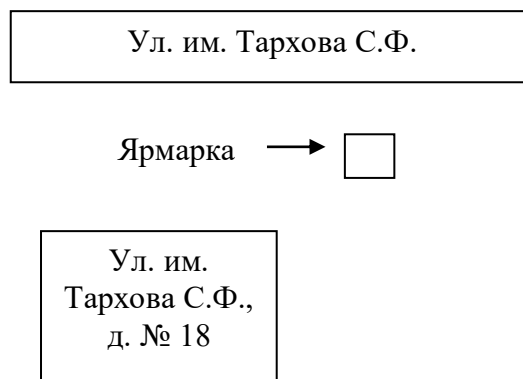 Ул. им. Тархова С.Ф.
Ярмарка
Ул. им.
Тархова С.Ф.,
д. № 18